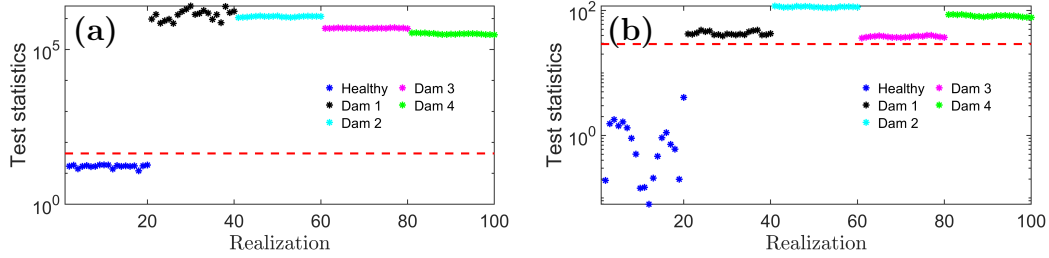 (a)
Test statistics
10^5
10^0
Healthy
Dam 1
Dam 2
Dam 3
Dam 4
20 40 60 80 100
Realization
(b)
Test statistics
10^2
10^0
Healthy
Dam 1
Dam 2
Dam 3
Dam 4
20 40 60 80 100
Realization